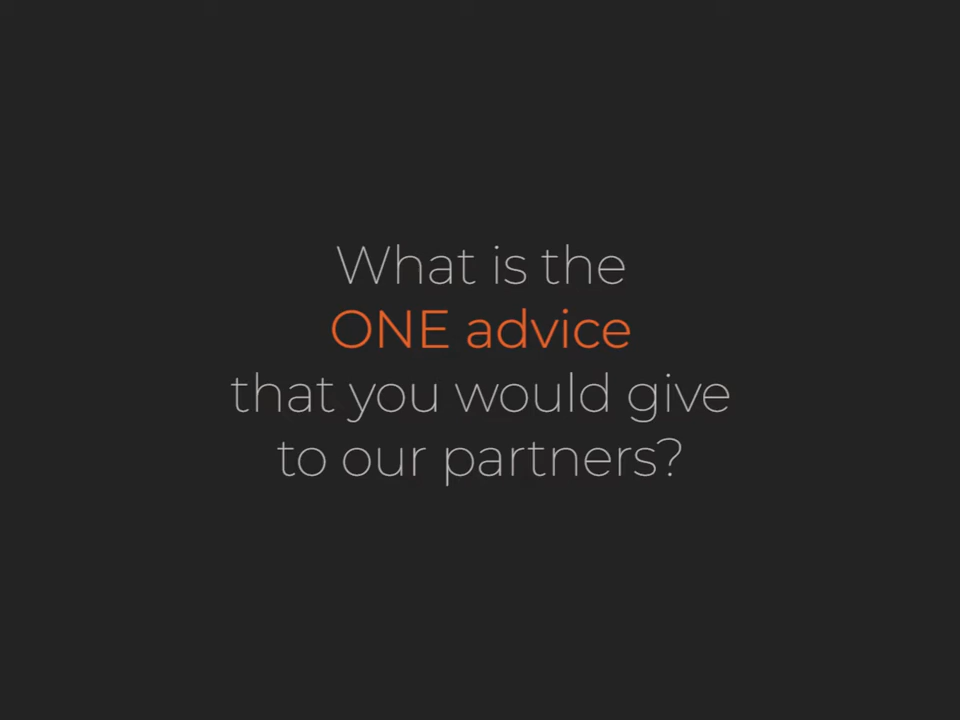 What is the
ONE advice
that you would give
to our partners?